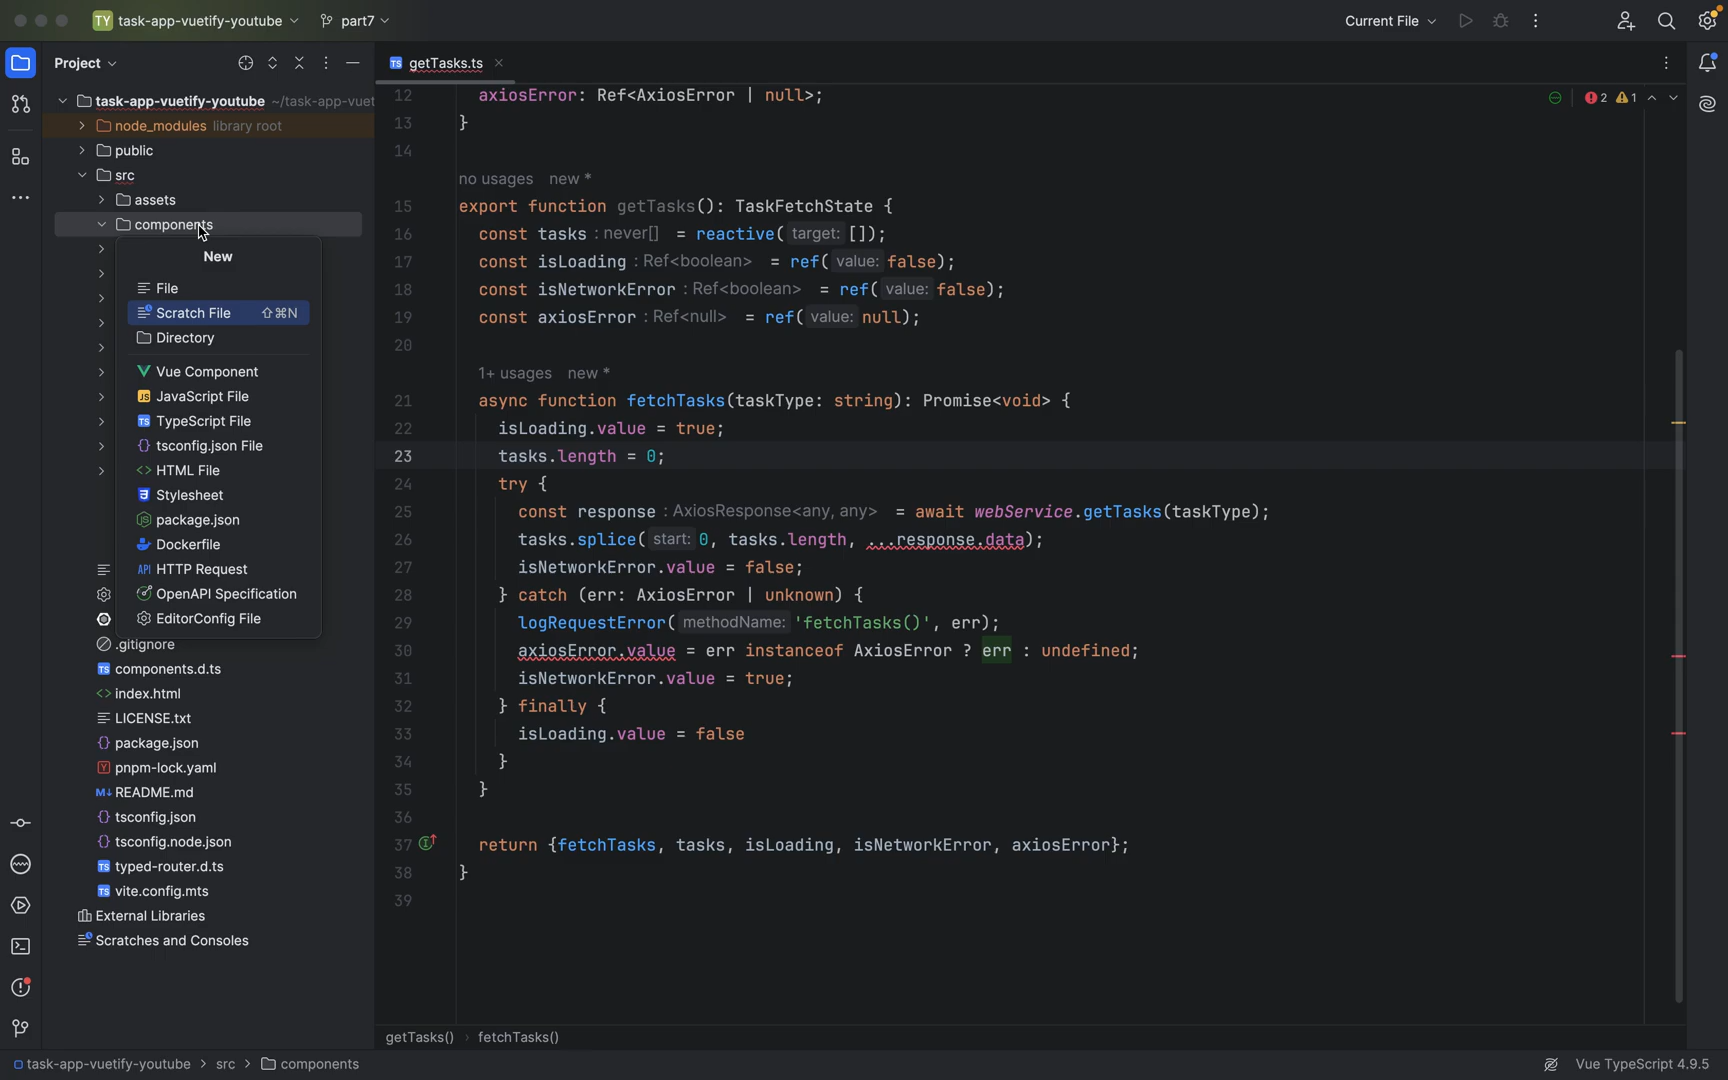 TY task-app-vuetify-youtube
part7
Current File
Project
TS getTasks.ts
task-app-vuetify-youtube ~/task-app-vuet
node_modules library root
public
src
assets
components
New
File
Scratch File ⇧⌘N
Directory
Vue Component
JS JavaScript File
TS TypeScript File
{} tsconfig.json File
<> HTML File
Stylesheet
package.json
Dockerfile
API HTTP Request
OpenAPI Specification
EditorConfig File
.gitignore
TS components.d.ts
<> index.html
LICENSE.txt
{} package.json
Y pnpm-lock.yaml
M↓ README.md
{} tsconfig.json
{} tsconfig.node.json
TS typed-router.d.ts
TS vite.config.mts
External Libraries
Scratches and Consoles
2 1
12 axiosError: Ref<AxiosError | null>;
13 }
14
no usages new *
15 export function getTasks(): TaskFetchState {
16 const tasks : never[] = reactive( target: []);
17 const isLoading : Ref<boolean> = ref( value: false);
18 const isNetworkError : Ref<boolean> = ref( value: false);
19 const axiosError : Ref<null> = ref( value: null);
20
1+ usages new *
21 async function fetchTasks(taskType: string): Promise<void> {
22 isLoading.value = true;
23 tasks.length = 0;
24 try {
25 const response : AxiosResponse<any, any> = await webService.getTasks(taskType);
26 tasks.splice( start: 0, tasks.length, ...response.data);
27 isNetworkError.value = false;
28 } catch (err: AxiosError | unknown) {
29 logRequestError( methodName: 'fetchTasks()', err);
30 axiosError.value = err instanceof AxiosError ? err : undefined;
31 isNetworkError.value = true;
32 } finally {
33 isLoading.value = false
34 }
35 }
36
37 return {fetchTasks, tasks, isLoading, isNetworkError, axiosError};
38 }
39
getTasks() › fetchTasks()
task-app-vuetify-youtube › src › components
Vue TypeScript 4.9.5